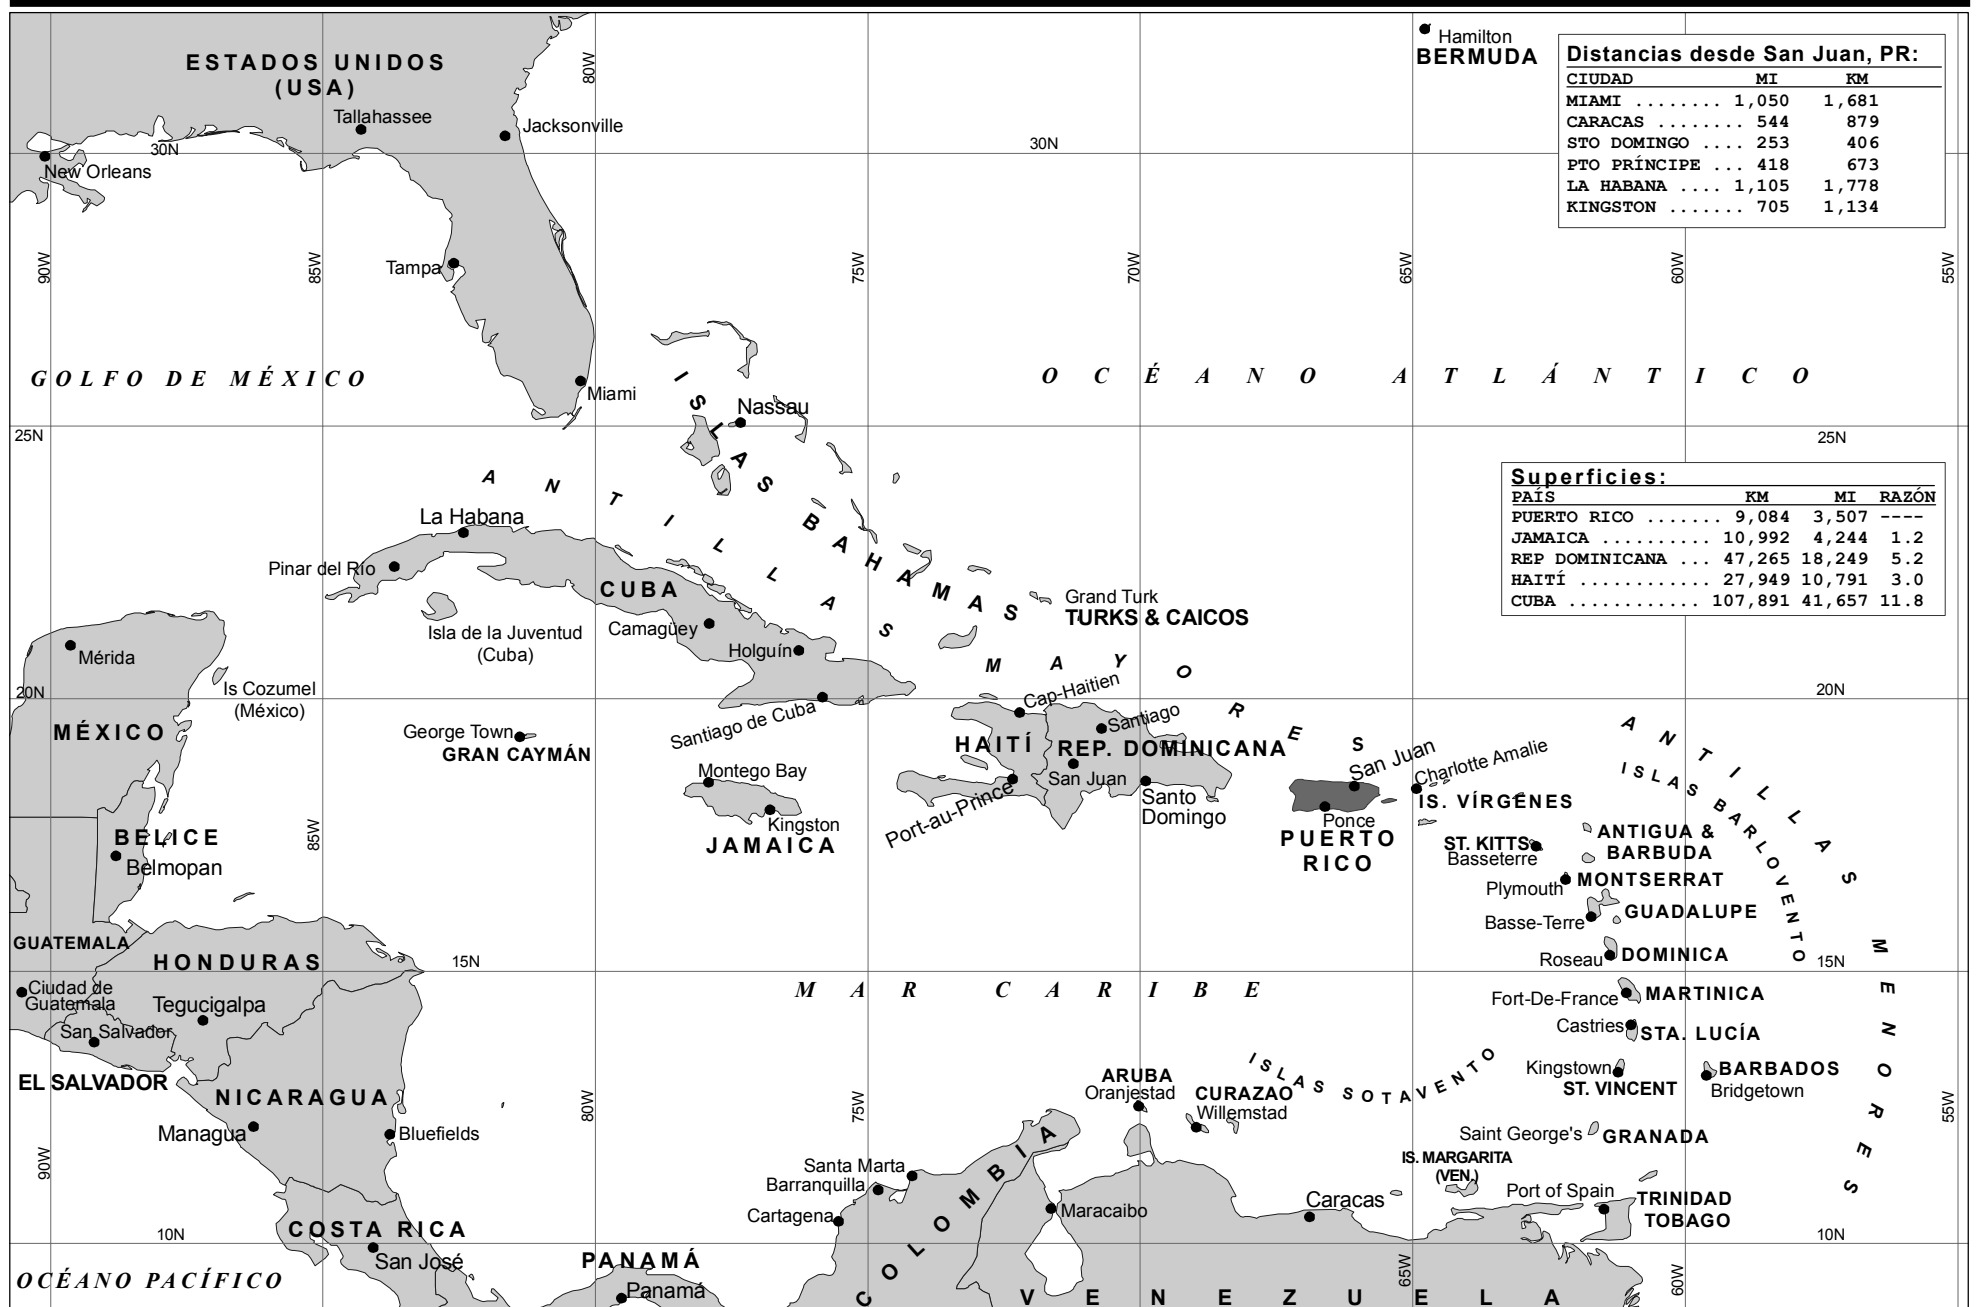 ESTADOS UNIDOS
(USA)
Tallahassee
Jacksonville
New Orleans
Tampa
Miami
80W
30N
30N
Hamilton
BERMUDA
Distancias desde San Juan, PR:
CIUDAD MI KM
MIAMI ........ 1,050 1,681
CARACAS ........ 544 879
STO DOMINGO .... 253 406
PTO PRÍNCIPE ... 418 673
LA HABANA .... 1,105 1,778
KINGSTON ....... 705 1,134
90W
85W
75W
70W
65W
60W
55W
GOLFO DE MÉXICO
OCÉANO ATLÁNTICO
25N
25N
Nassau
ISLAS BAHAMAS
ANTILLAS MAYORES
Superficies:
PAÍS KM MI RAZÓN
PUERTO RICO ....... 9,084 3,507 ----
JAMAICA .......... 10,992 4,244 1.2
REP DOMINICANA ... 47,265 18,249 5.2
HAITÍ ............ 27,949 10,791 3.0
CUBA ............ 107,891 41,657 11.8
La Habana
Pinar del Río
CUBA
Isla de la Juventud
(Cuba)
Camagüey
Holguín
Santiago de Cuba
Grand Turk
TURKS & CAICOS
Mérida
Is Cozumel
(México)
20N
20N
MÉXICO
George Town
GRAN CAYMÁN
Montego Bay
Kingston
JAMAICA
Cap-Haitien
HAITÍ
Port-au-Prince
Santiago
REP. DOMINICANA
San Juan
Santo
Domingo
San Juan
Ponce
PUERTO
RICO
Charlotte Amalie
IS. VÍRGENES
ANTILLAS MENORES
ISLAS BARLOVENTO
ST. KITTS
Basseterre
ANTIGUA &
BARBUDA
Plymouth
MONTSERRAT
Basse-Terre
GUADALUPE
Roseau
DOMINICA
Fort-De-France
MARTINICA
Castries
STA. LUCÍA
Kingstown
ST. VINCENT
BARBADOS
Bridgetown
Saint George's
GRANADA
IS. MARGARITA
(VEN.)
Port of Spain
TRINIDAD
TOBAGO
85W
BELICE
Belmopan
GUATEMALA
Ciudad de
Guatemala
HONDURAS
Tegucigalpa
San Salvador
EL SALVADOR
NICARAGUA
Managua
Bluefields
15N
15N
MAR CARIBE
ISLAS SOTAVENTO
ARUBA
Oranjestad
CURAZAO
Willemstad
90W
80W
75W
55W
Santa Marta
Barranquilla
Cartagena
COLOMBIA
Maracaibo
Caracas
VENEZUELA
COSTA RICA
San José
PANAMÁ
Panamá
10N
10N
65W
60W
OCÉANO PACÍFICO